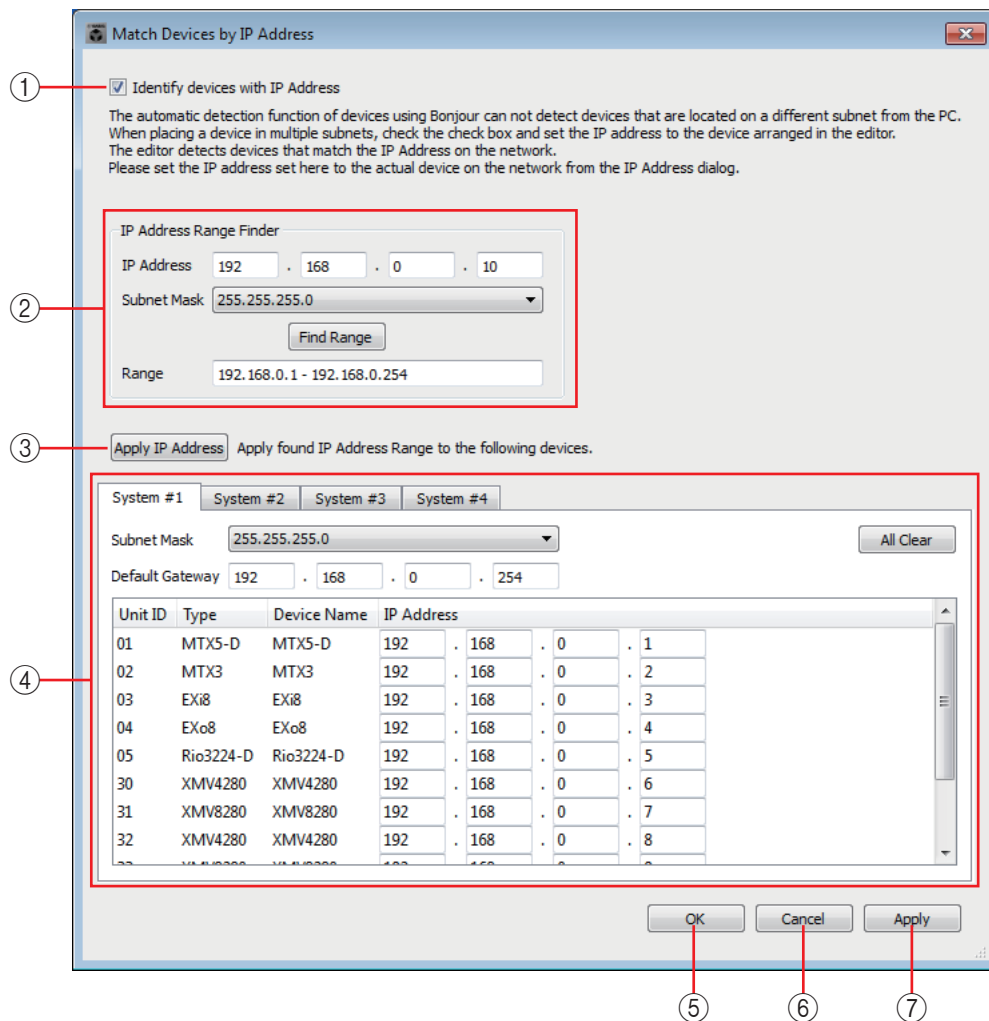 Match Devices by IP Address
① Identify devices with IP Address
The automatic detection function of devices using Bonjour can not detect devices that are located on a different subnet from the PC.
When placing a device in multiple subnets, check the check box and set the IP address to the device arranged in the editor.
The editor detects devices that match the IP Address on the network.
Please set the IP address set here to the actual device on the network from the IP Address dialog.
②
IP Address Range Finder
IP Address 192 . 168 . 0 . 10
Subnet Mask 255.255.255.0
Find Range
Range 192.168.0.1 - 192.168.0.254
③ Apply IP Address Apply found IP Address Range to the following devices.
④
System #1 System #2 System #3 System #4
Subnet Mask 255.255.255.0 All Clear
Default Gateway 192 . 168 . 0 . 254
Unit ID Type Device Name IP Address
01 MTX5-D MTX5-D 192 . 168 . 0 . 1
02 MTX3 MTX3 192 . 168 . 0 . 2
03 EXi8 EXi8 192 . 168 . 0 . 3
04 EXo8 EXo8 192 . 168 . 0 . 4
05 Rio3224-D Rio3224-D 192 . 168 . 0 . 5
30 XMV4280 XMV4280 192 . 168 . 0 . 6
31 XMV8280 XMV8280 192 . 168 . 0 . 7
32 XMV4280 XMV4280 192 . 168 . 0 . 8
OK Cancel Apply
⑤ ⑥ ⑦